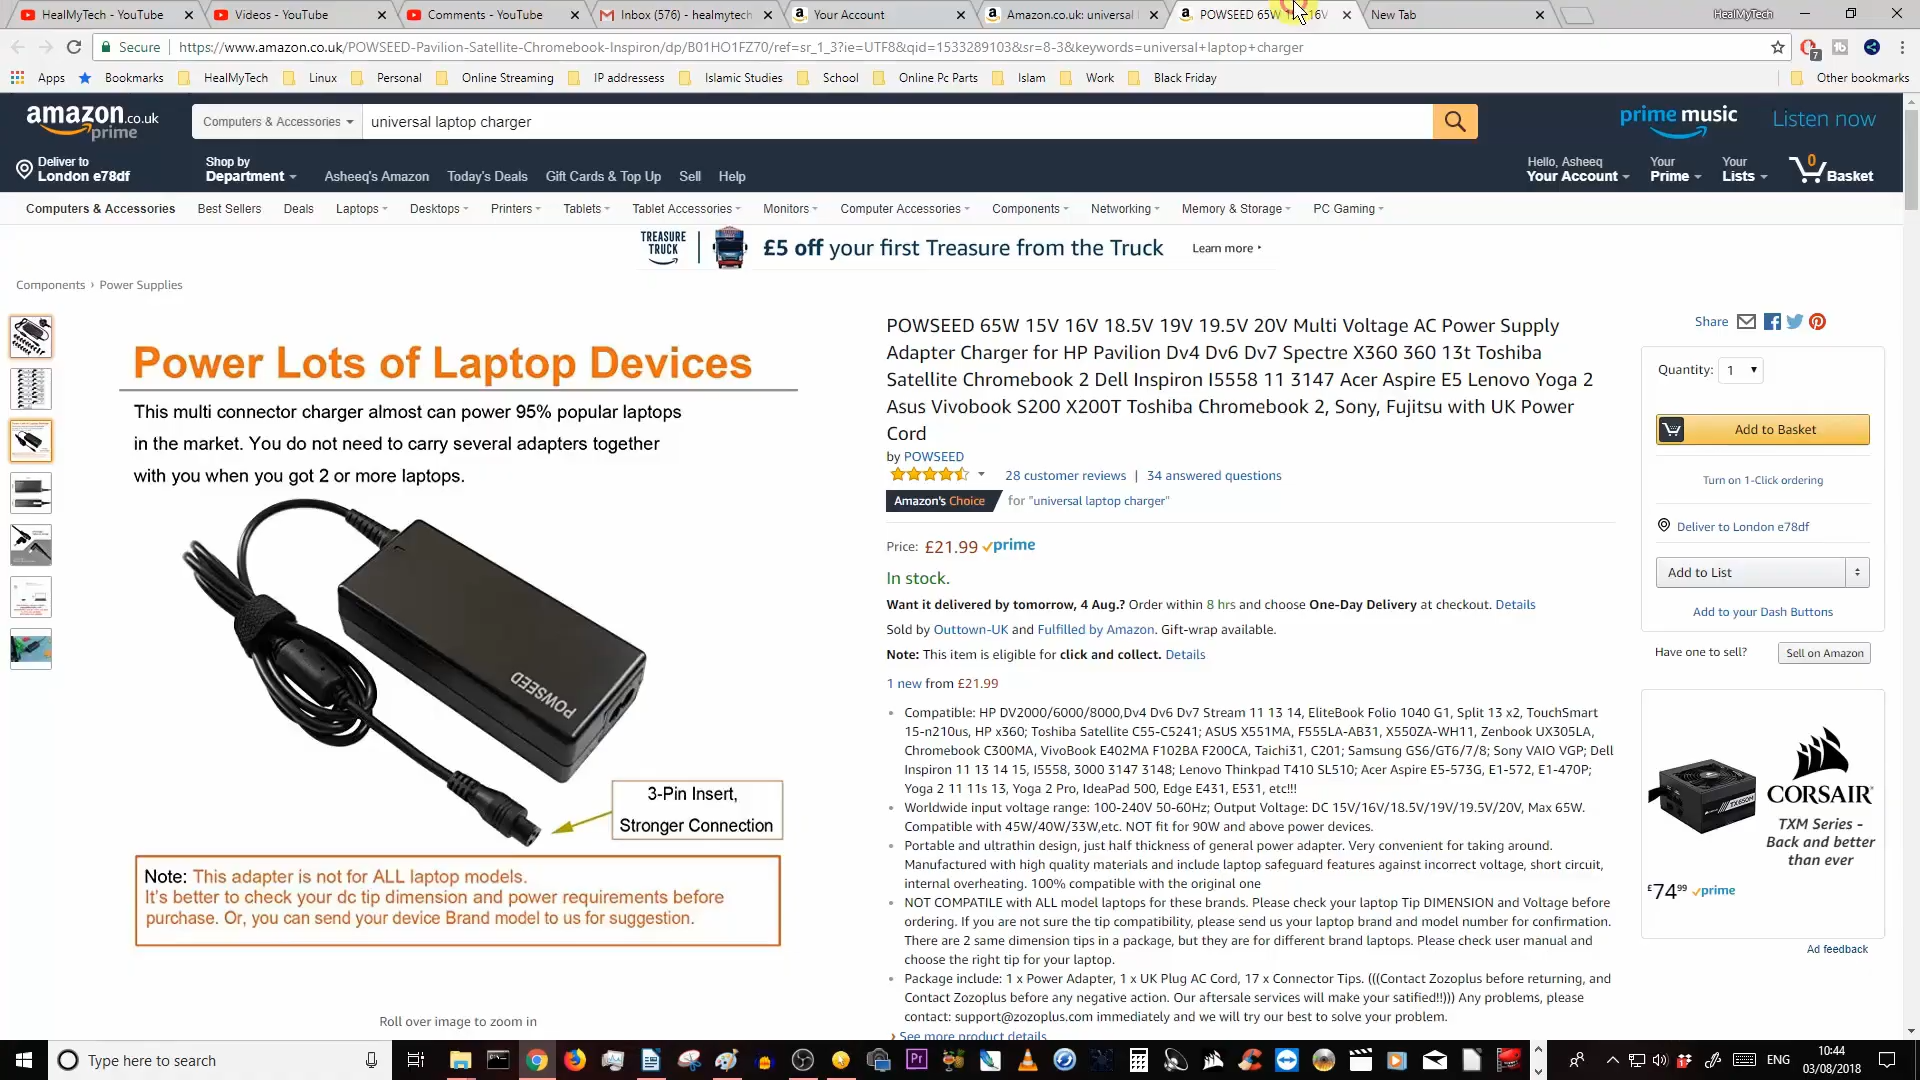 HealMyTech - YouTube
Videos - YouTube
Comments - YouTube
Inbox (576) - healmytech
Your Account
Amazon.co.uk: universal
POWSEED 65W
New Tab
HealMyTech
Secure
https://www.amazon.co.uk/POWSEED-Pavilion-Satellite-Chromebook-Inspiron/dp/B01HO1FZ70/ref=sr_1_3?ie=UTF8&qid=1533289103&sr=8-3&keywords=universal+laptop+charger
7
Apps
Bookmarks
HealMyTech
Linux
Personal
Online Streaming
IP addressess
Islamic Studies
School
Online Pc Parts
Islam
Work
Black Friday
Other bookmarks
amazon.co.uk
prime
Computers & Accessories
universal laptop charger
prime music
Listen now
Deliver to
London e78df
Shop by
Department
Asheeq's Amazon
Today's Deals
Gift Cards & Top Up
Sell
Help
Hello, Asheeq
Your Account
Your
Prime
Your
Lists
0
Basket
Computers & Accessories
Best Sellers
Deals
Laptops
Desktops
Printers
Tablets
Tablet Accessories
Monitors
Computer Accessories
Components
Networking
Memory & Storage
PC Gaming
TREASURE
TRUCK
£5 off your first Treasure from the Truck
Learn more
Components › Power Supplies
Power Lots of Laptop Devices
This multi connector charger almost can power 95% popular laptops
in the market. You do not need to carry several adapters together
with you when you got 2 or more laptops.
POWSEED
3-Pin Insert,
Stronger Connection
Note: This adapter is not for ALL laptop models.
It's better to check your dc tip dimension and power requirements before
purchase. Or, you can send your device Brand model to us for suggestion.
Roll over image to zoom in
POWSEED 65W 15V 16V 18.5V 19V 19.5V 20V Multi Voltage AC Power Supply
Adapter Charger for HP Pavilion Dv4 Dv6 Dv7 Spectre X360 360 13t Toshiba
Satellite Chromebook 2 Dell Inspiron I5558 11 3147 Acer Aspire E5 Lenovo Yoga 2
Asus Vivobook S200 X200T Toshiba Chromebook 2, Sony, Fujitsu with UK Power
Cord
by POWSEED
28 customer reviews | 34 answered questions
Amazon's Choice for "universal laptop charger"
Price: £21.99 prime
In stock.
Want it delivered by tomorrow, 4 Aug.? Order within 8 hrs and choose One-Day Delivery at checkout. Details
Sold by Outtown-UK and Fulfilled by Amazon. Gift-wrap available.
Note: This item is eligible for click and collect. Details
1 new from £21.99
Compatible: HP DV2000/6000/8000,Dv4 Dv6 Dv7 Stream 11 13 14, EliteBook Folio 1040 G1, Split 13 x2, TouchSmart
15-n210us, HP x360; Toshiba Satellite C55-C5241; ASUS X551MA, F555LA-AB31, X550ZA-WH11, Zenbook UX305LA,
Chromebook C300MA, VivoBook E402MA F102BA F200CA, Taichi31, C201; Samsung GS6/GT6/7/8; Sony VAIO VGP; Dell
Inspiron 11 13 14 15, I5558, 3000 3147 3148; Lenovo Thinkpad T410 SL510; Acer Aspire E5-573G, E1-572, E1-470P;
Yoga 2 11 11s 13, Yoga 2 Pro, IdeaPad 500, Edge E431, E531, etc!!!
Worldwide input voltage range: 100-240V 50-60Hz; Output Voltage: DC 15V/16V/18.5V/19V/19.5V/20V, Max 65W.
Compatible with 45W/40W/33W,etc. NOT fit for 90W and above power devices.
Portable and ultrathin design, just half thickness of general power adapter. Very convenient for taking around.
Manufactured with high quality materials and include laptop safeguard features against incorrect voltage, short circuit,
internal overheating. 100% compatible with the original one
NOT COMPATIBLE with ALL model laptops for these brands. Please check your laptop Tip DIMENSION and Voltage before
ordering. If you are not sure the tip compatibility, please send us your laptop brand and model number for confirmation.
There are 2 same dimension tips in a package, but they are for different brand laptops. Please check user manual and
choose the right tip for your laptop.
Package include: 1 x Power Adapter, 1 x UK Plug AC Cord, 17 x Connector Tips. (((Contact Zozoplus before returning, and
Contact Zozoplus before any negative action. Our aftersale services will make your satified!!))) Any problems, please
contact: support@zozoplus.com immediately and we will try our best to solve your problem.
› See more product details
Share
Quantity: 1
Add to Basket
Turn on 1-Click ordering
Deliver to London e78df
Add to List
Add to your Dash Buttons
Have one to sell?
Sell on Amazon
CORSAIR
TXM Series -
Back and better
than ever
£74.99 prime
Ad feedback
Type here to search
Pr
ENG
10:44
03/08/2018